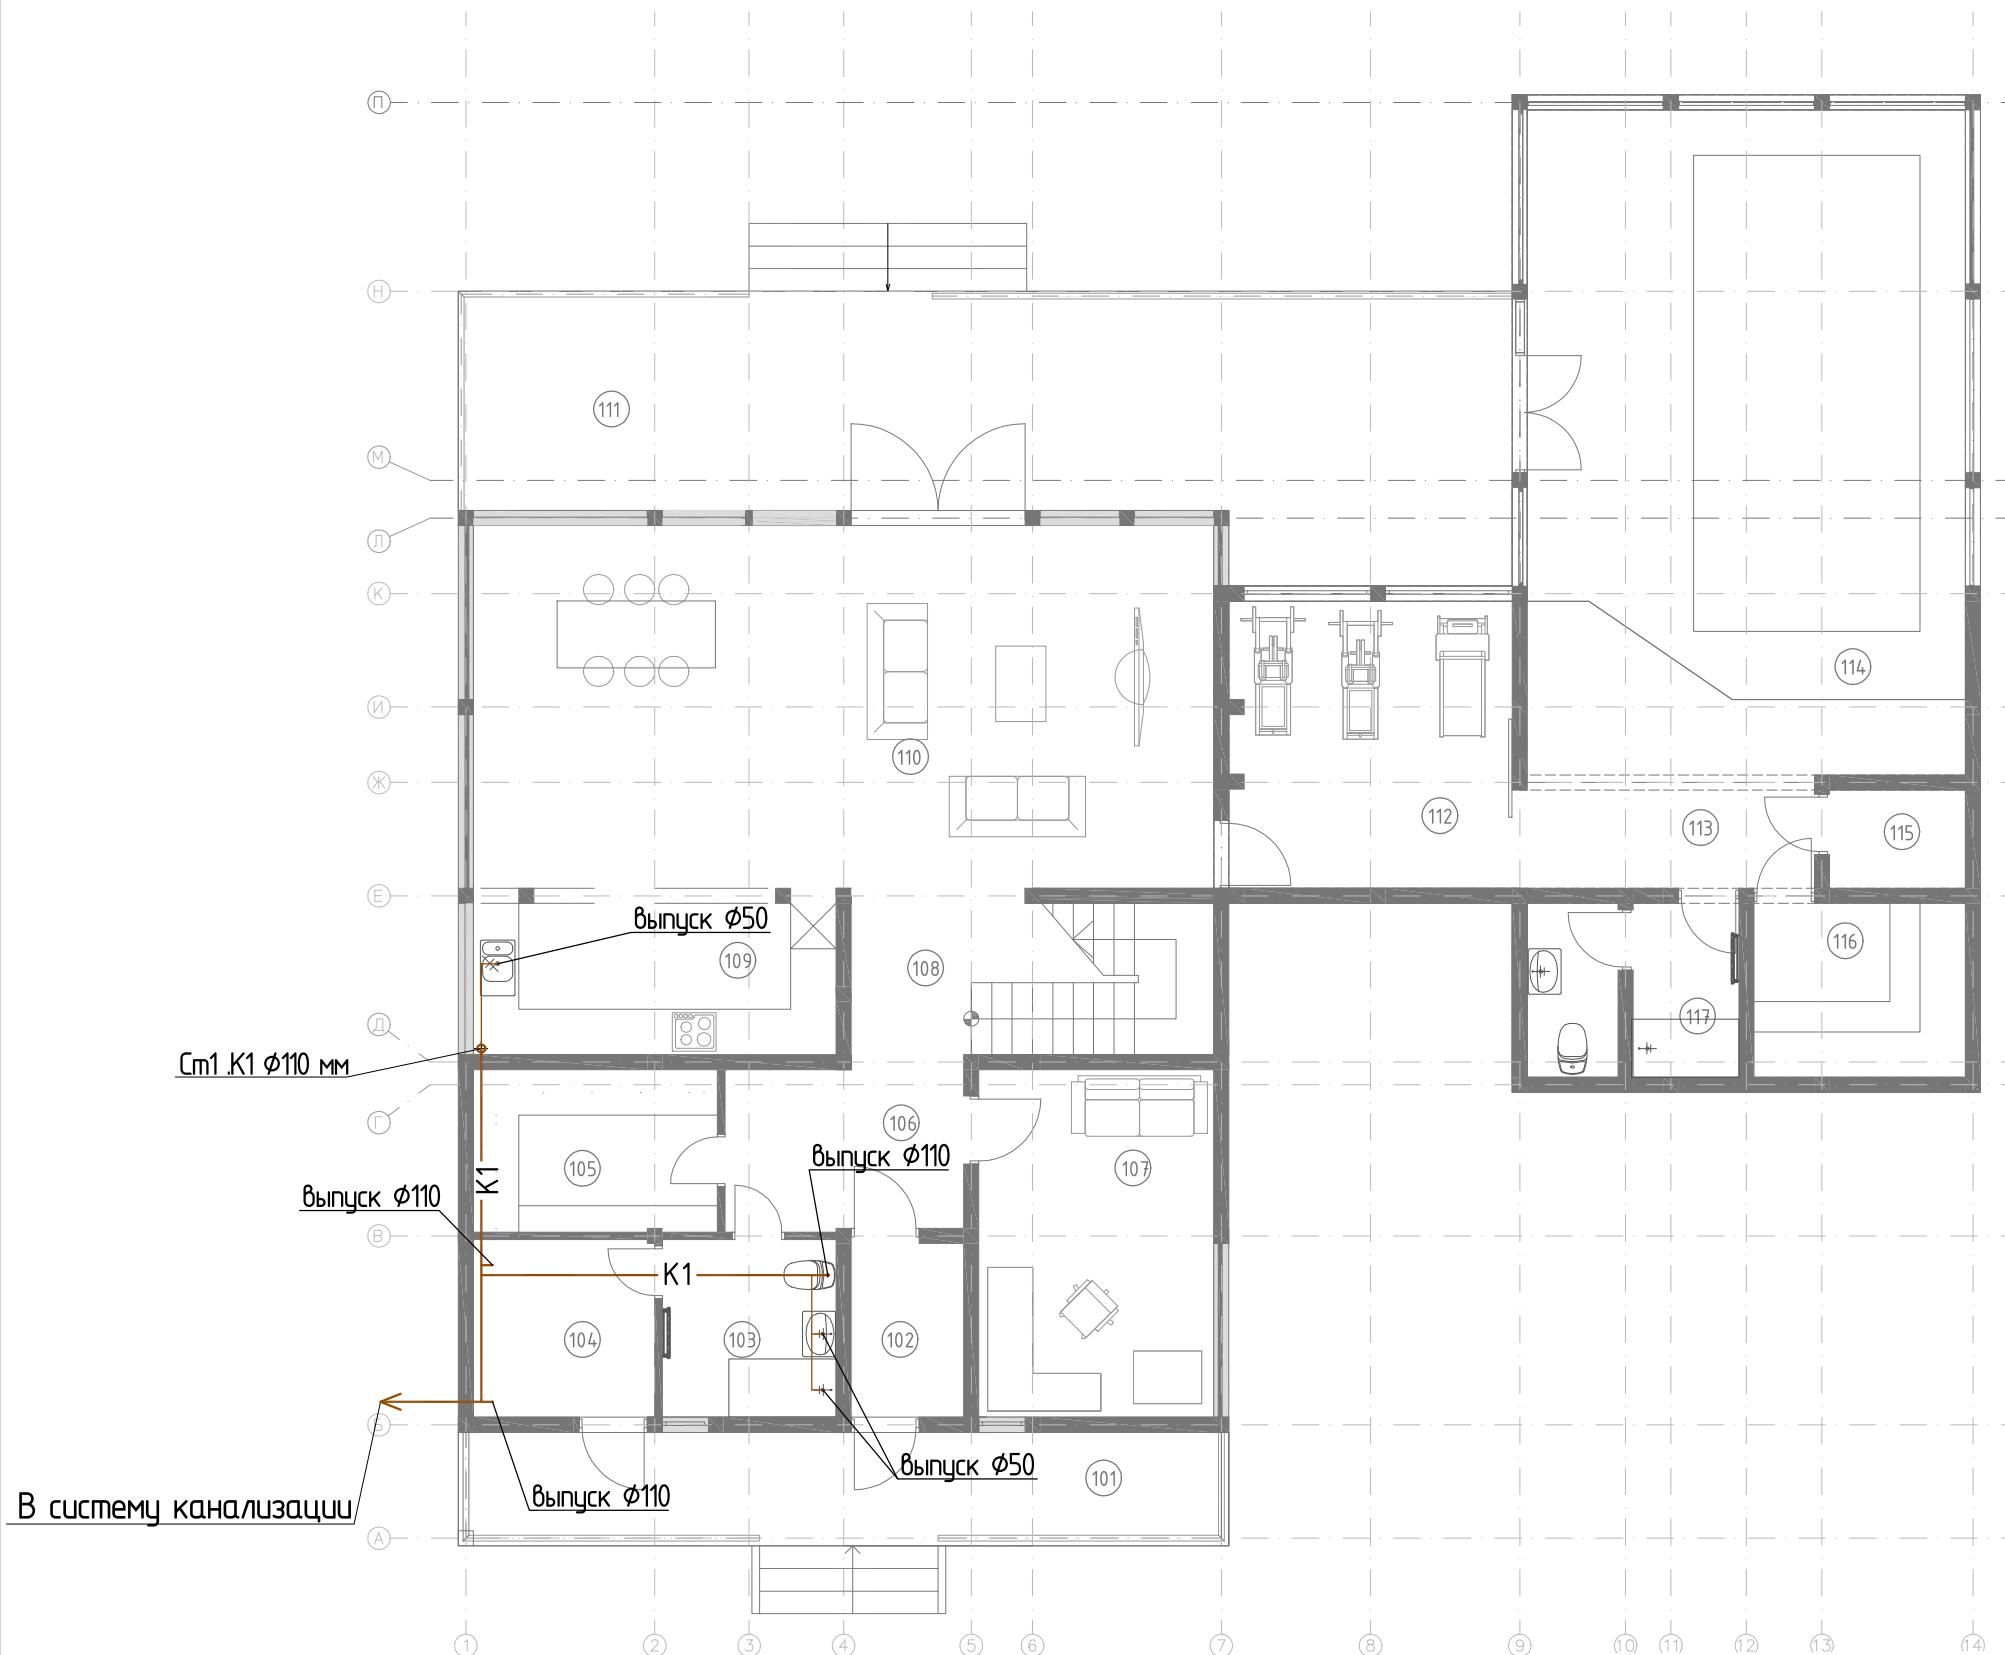 П
Н
111
М
Л
К
114
И
110
Ж
112
113
115
Е
выпуск Ø50
109
108
116
Д
117
Ст1 .К1 Ø110 мм
Г
106
выпуск Ø110
105
107
К1
выпуск Ø110
В
К1
104
103
102
Б
выпуск Ø50
101
выпуск Ø110
В систему канализации
А
1 2 3 4 5 6 7 8 9 10 11 12 13 14